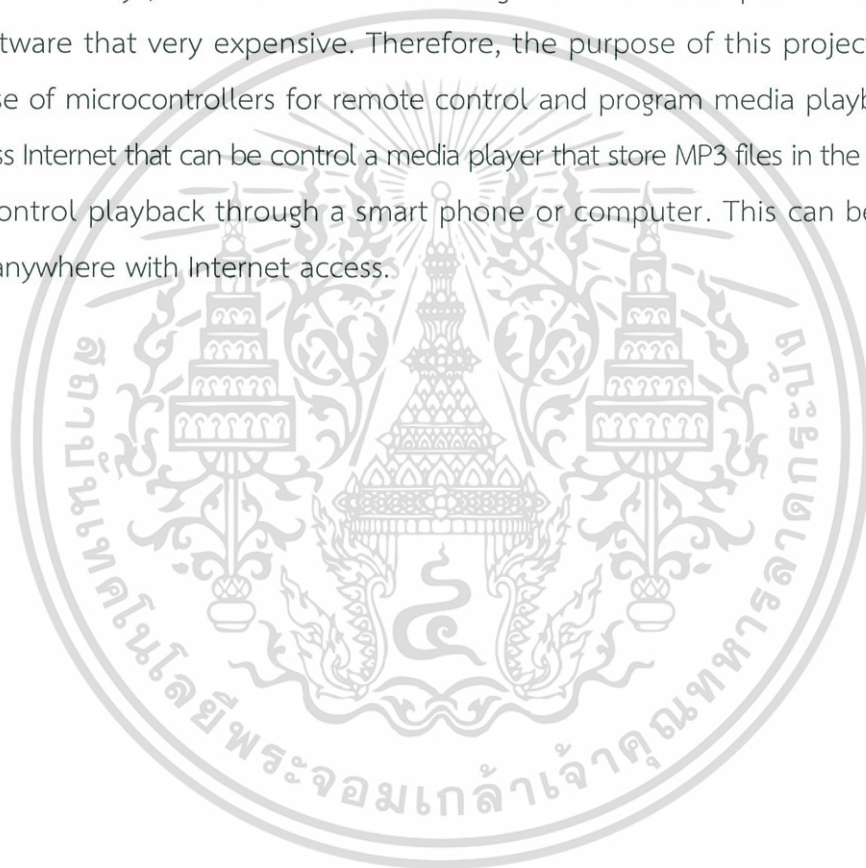 tware that very expensive. Therefore, the purpose of this project
se of microcontrollers for remote control and program media playb
ss Internet that can be control a media player that store MP3 files in the
ontrol playback through a smart phone or computer. This can be
anywhere with Internet access.
สถาบันเทคโนโลยีพระจอมเกล้าเจ้าคุณทหารลาดกระบัง